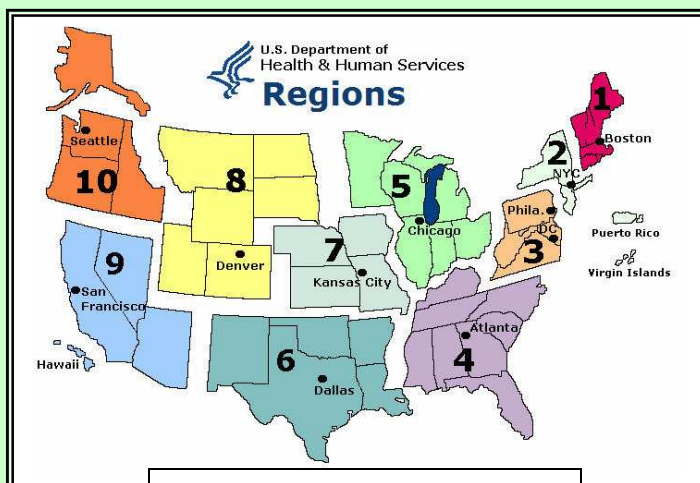 U.S. Department of
Health & Human Services
Regions
1
Boston
2
NYC
Seattle
10
8
5
Phila.
DC
3
Puerto Rico
Virgin Islands
Chicago
7
Denver
Kansas City
9
San
Francisco
Hawaii
6
Dallas
Atlanta
4